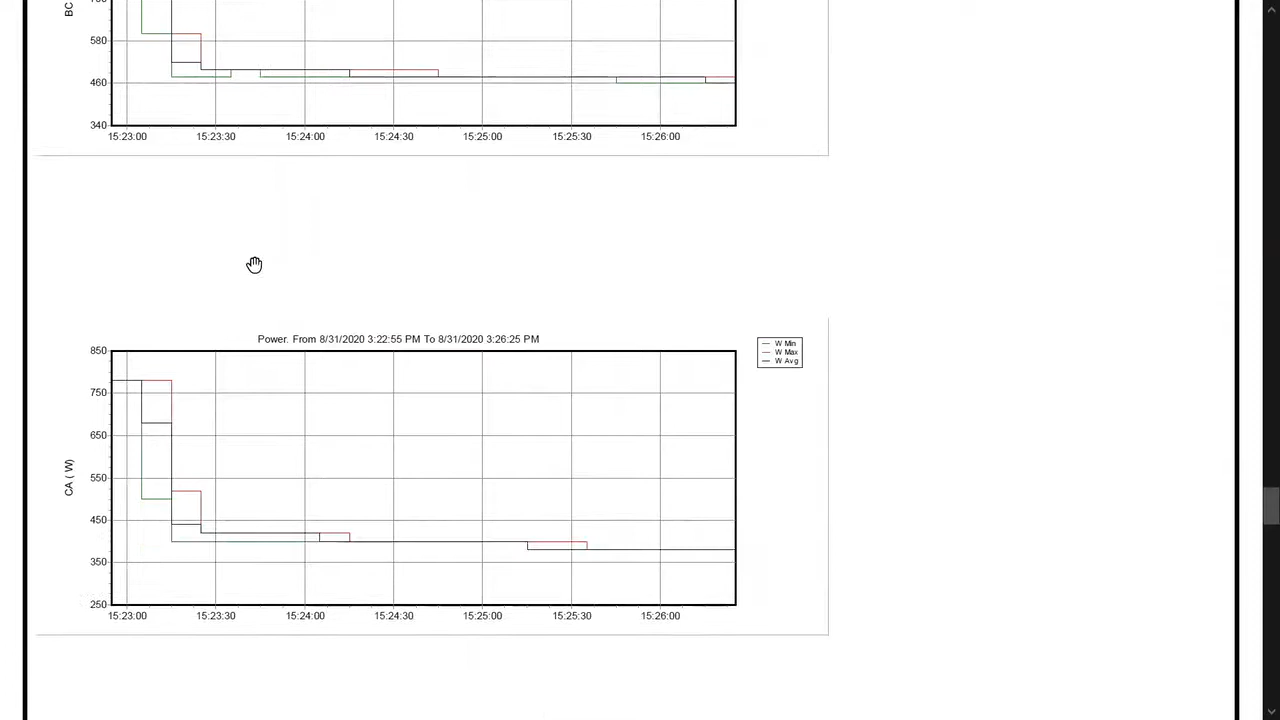 BC
580
460
340
15:23:00 15:23:30 15:24:00 15:24:30 15:25:00 15:25:30 15:26:00
Power. From 8/31/2020 3:22:55 PM To 8/31/2020 3:26:25 PM
W Min
W Max
W Avg
CA ( W)
850
750
650
550
450
350
250
15:23:00 15:23:30 15:24:00 15:24:30 15:25:00 15:25:30 15:26:00